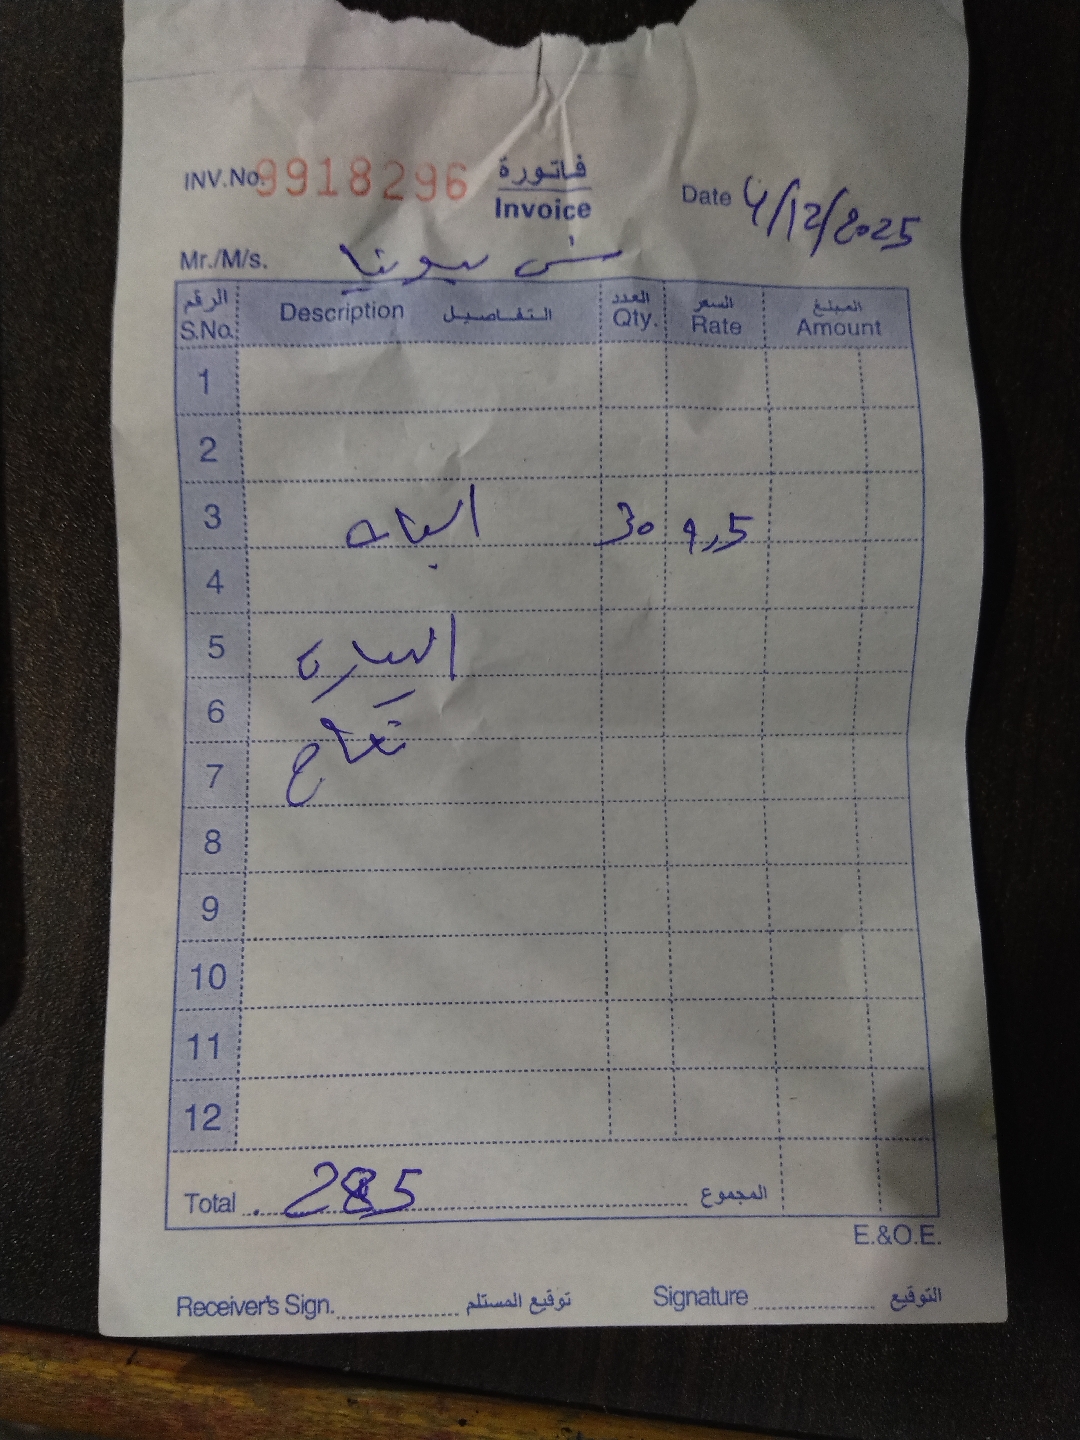 INV.No. 9918296 فاتورة Date 4/12/2025
Invoice
Mr./M/s.
الرقم S.No. Description التفاصيل العدد Qty. السعر Rate المبلغ Amount
1
2
3 30 9,5
4
5
6
7
8
9
10
11
12
Total 285 المجموع
E.&O.E.
Receiver's Sign. توقيع المستلم Signature التوقيع